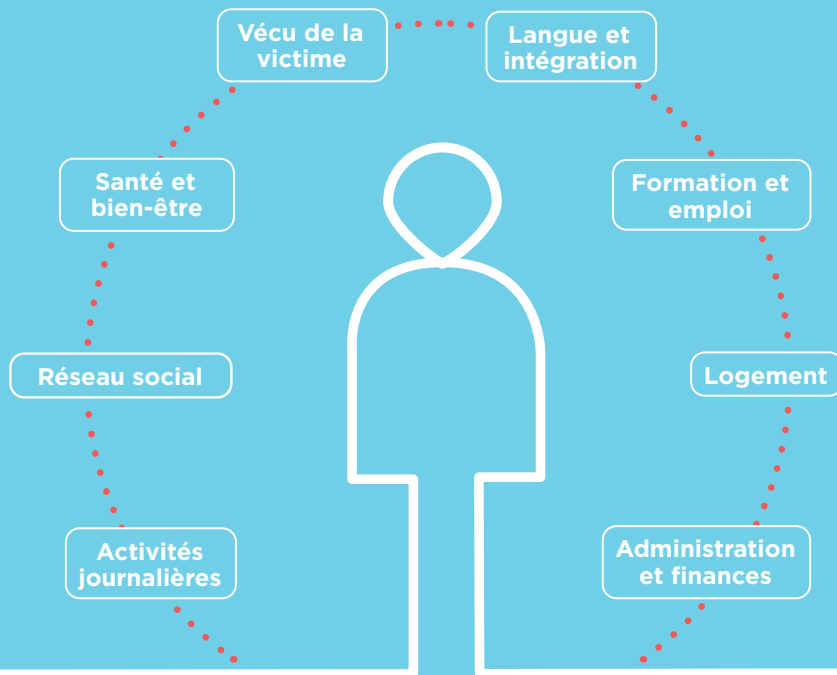 Vécu de la
victime
Langue et
intégration
Santé et
bien-être
Formation et
emploi
Réseau social
Logement
Activités
journalières
Administration
et finances